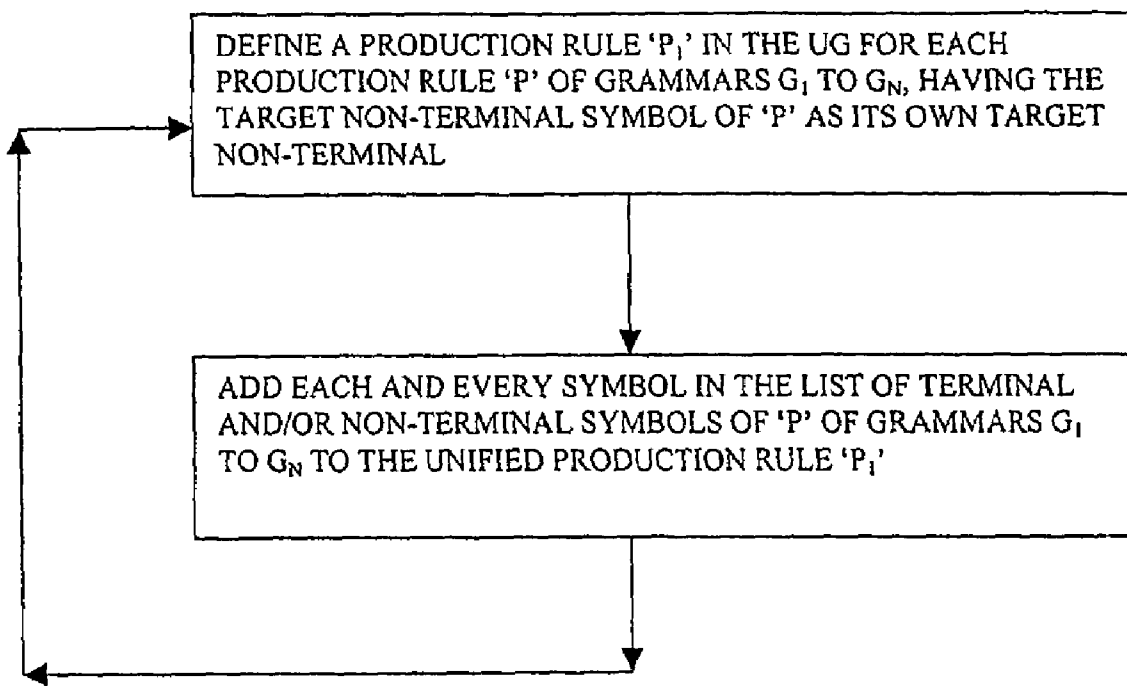 DEFINE A PRODUCTION RULE ‘P₁’ IN THE UG FOR EACH
PRODUCTION RULE ‘P’ OF GRAMMARS G₁ TO G_N, HAVING THE
TARGET NON-TERMINAL SYMBOL OF ‘P’ AS ITS OWN TARGET
NON-TERMINAL
ADD EACH AND EVERY SYMBOL IN THE LIST OF TERMINAL
AND/OR NON-TERMINAL SYMBOLS OF ‘P’ OF GRAMMARS G₁
TO G_N TO THE UNIFIED PRODUCTION RULE ‘P₁’